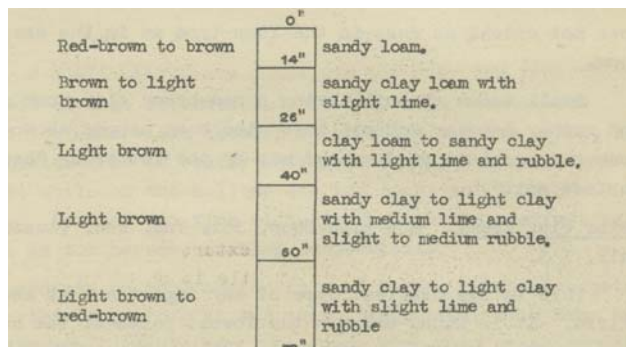 0"
Red-brown to brown sandy loam.
14"
Brown to light sandy clay loam with
brown slight lime.
26"
Light brown clay loam to sandy clay
with light lime and rubble.
40"
sandy clay to light clay
Light brown with medium lime and
slight to medium rubble.
60"
Light brown to sandy clay to light clay
red-brown with slight lime and
rubble